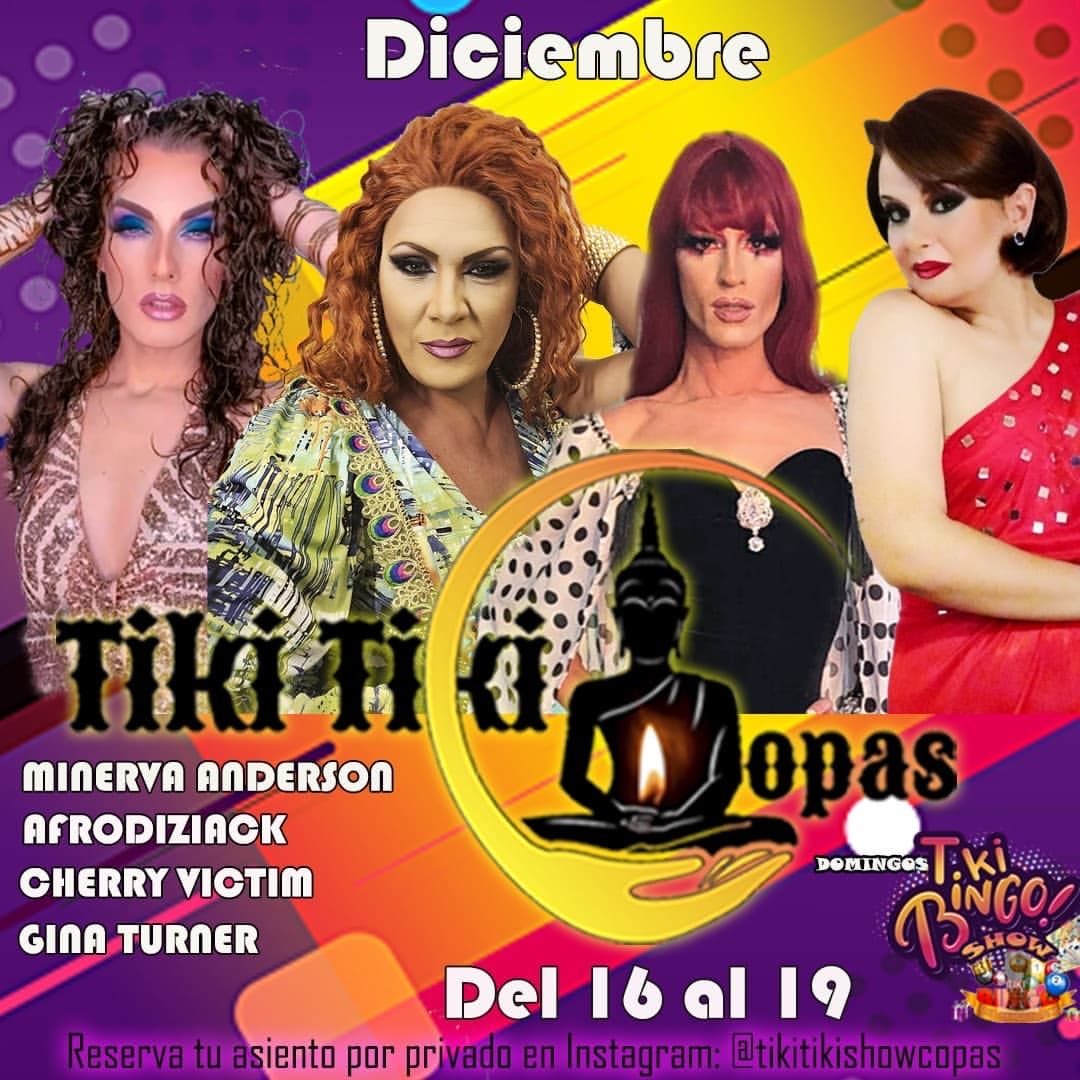 Diciembre
Tiki Tiki Copas
MINERVA ANDERSON
AFRODIZIACK
CHERRY VICTIM
GINA TURNER
DOMINGOS
Tiki
BINGO!
SHOW
Del 16 al 19
Reserva tu asiento por privado en Instagram: @tikitikishowcopas